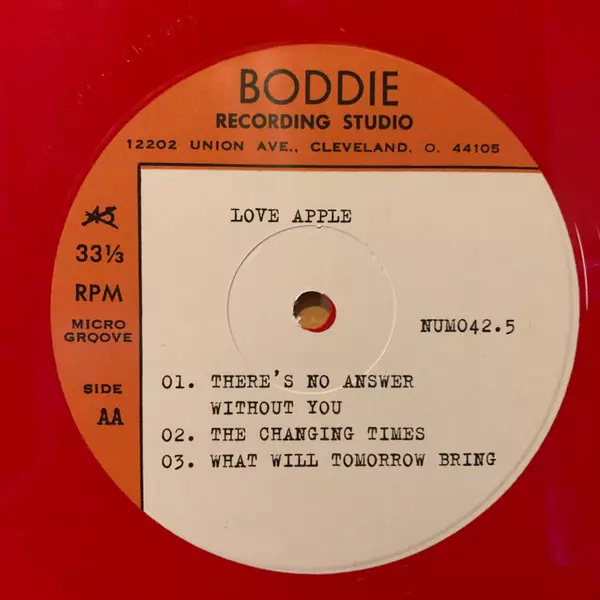 BODDIE
RECORDING STUDIO
12202 UNION AVE., CLEVELAND, O. 44105
LOVE APPLE
45
33⅓
RPM
MICRO
GROOVE
SIDE
AA
NUM042.5
01. THERE'S NO ANSWER
WITHOUT YOU
02. THE CHANGING TIMES
03. WHAT WILL TOMORROW BRING